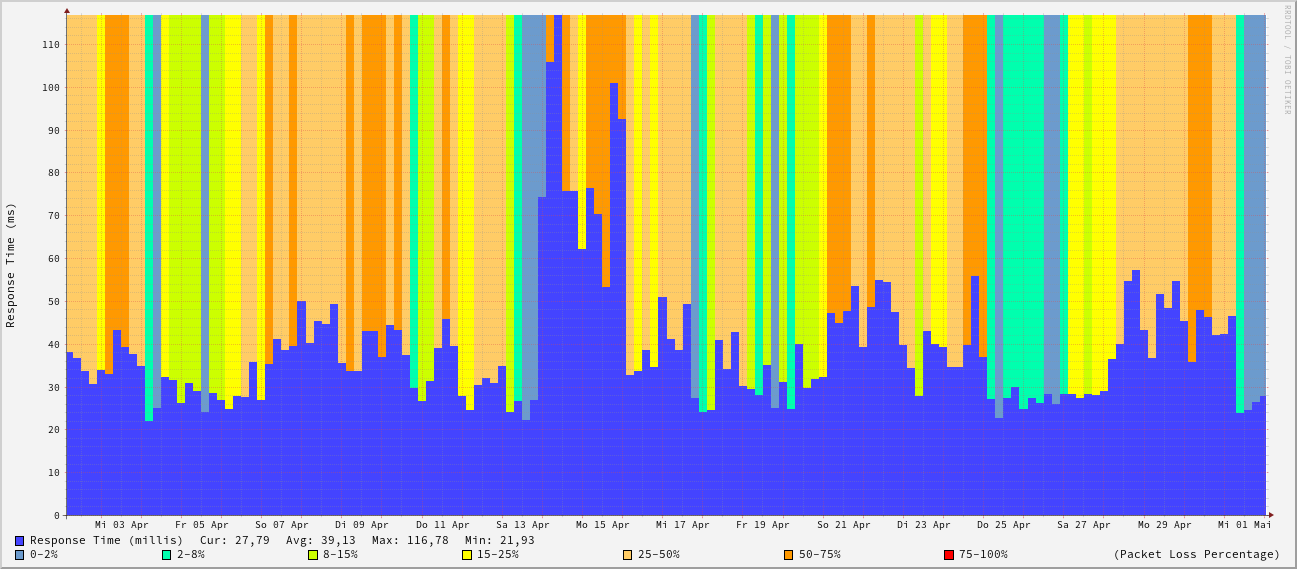 RRDTOOL / TOBI OETIKER
Response Time (ms)
110
100
90
80
70
60
50
40
30
20
10
0
Mi 03 Apr Fr 05 Apr So 07 Apr Di 09 Apr Do 11 Apr Sa 13 Apr Mo 15 Apr Mi 17 Apr Fr 19 Apr So 21 Apr Di 23 Apr Do 25 Apr Sa 27 Apr Mo 29 Apr Mi 01 Mai
Response Time (millis) Cur: 27,79 Avg: 39,13 Max: 116,78 Min: 21,93
0-2% 2-8% 8-15% 15-25% 25-50% 50-75% 75-100% (Packet Loss Percentage)